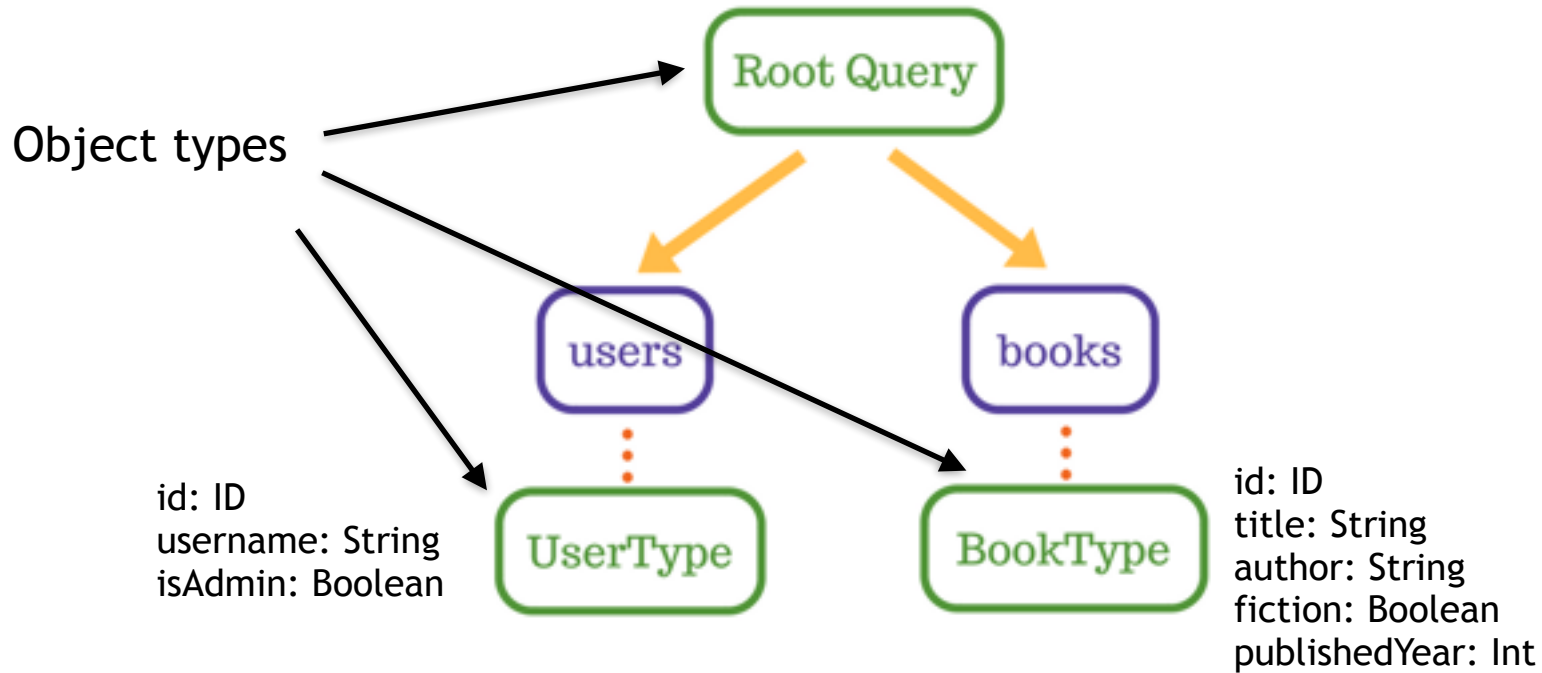 Root Query
Object types
users
books
UserType
id: ID
username: String
isAdmin: Boolean
BookType
id: ID
title: String
author: String
fiction: Boolean
publishedYear: Int